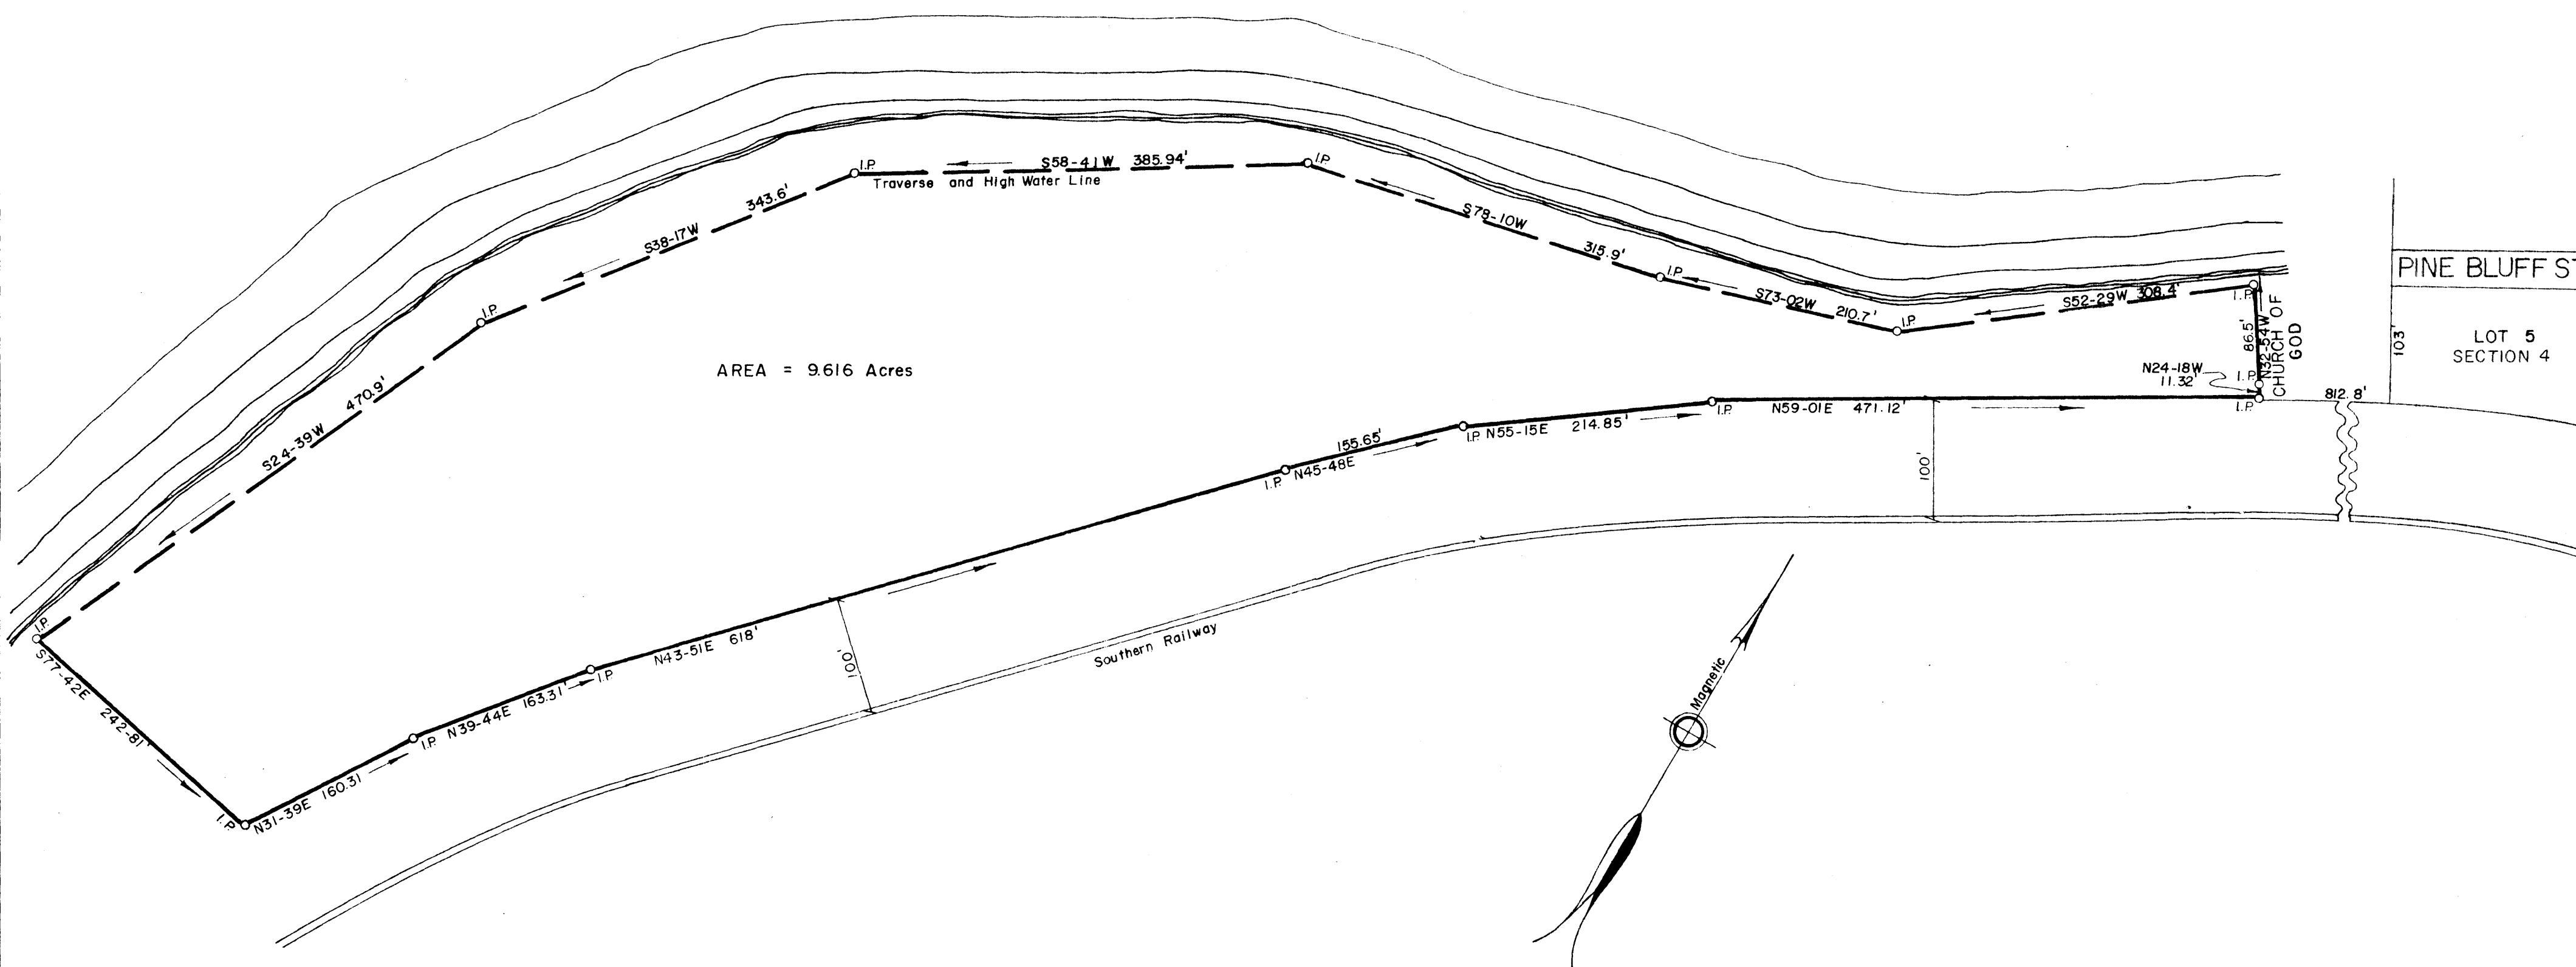 I.P.
S58-41W 385.94'
I.P.
Traverse and High Water Line
343.6'
S38-17W
S78-10W
315.9'
I.P.
I.P.
S73-02W
210.7'
I.P.
S52-29W 308.4'
I.P.
PINE BLUFF ST
86.5'
N32-54W
CHURCH OF
GOD
103'
LOT 5
SECTION 4
N24-18W
11.32'
I.P.
I.P.
812.8'
AREA = 9.616 Acres
470.9'
S24-39W
I.P.
N59-01E 471.12'
I.P.
N55-15E 214.85'
I.P.
155.65'
N45-48E
I.P.
100'
I.P.
S77-42E
242-81'
N43-51E 618'
100'
Southern Railway
I.P.
N39-44E 163.31'
I.P.
N31-39E 160.31
I.P.
Magnetic